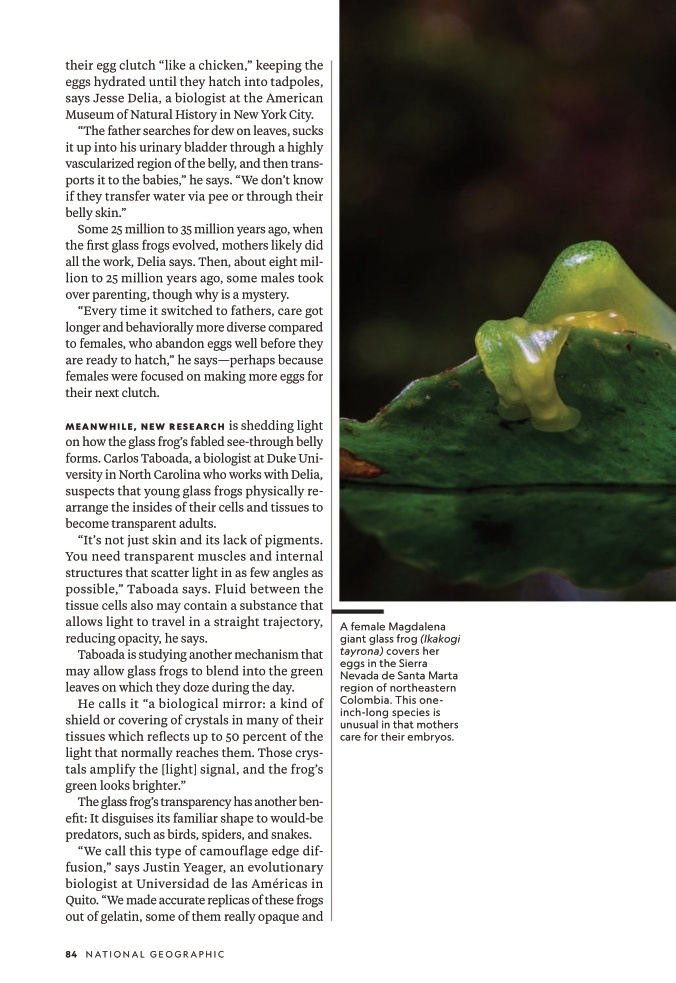 their egg clutch “like a chicken,” keeping the
eggs hydrated until they hatch into tadpoles,
says Jesse Delia, a biologist at the American
Museum of Natural History in New York City.
“The father searches for dew on leaves, sucks
it up into his urinary bladder through a highly
vascularized region of the belly, and then trans-
ports it to the babies,” he says. “We don’t know
if they transfer water via pee or through their
belly skin.”
Some 25 million to 35 million years ago, when
the first glass frogs evolved, mothers likely did
all the work, Delia says. Then, about eight mil-
lion to 25 million years ago, some males took
over parenting, though why is a mystery.
“Every time it switched to fathers, care got
longer and behaviorally more diverse compared
to females, who abandon eggs well before they
are ready to hatch,” he says—perhaps because
females were focused on making more eggs for
their next clutch.
MEANWHILE, NEW RESEARCH is shedding light
on how the glass frog’s fabled see-through belly
forms. Carlos Taboada, a biologist at Duke Uni-
versity in North Carolina who works with Delia,
suspects that young glass frogs physically re-
arrange the insides of their cells and tissues to
become transparent adults.
“It’s not just skin and its lack of pigments.
You need transparent muscles and internal
structures that scatter light in as few angles as
possible,” Taboada says. Fluid between the
tissue cells also may contain a substance that
allows light to travel in a straight trajectory,
reducing opacity, he says.
Taboada is studying another mechanism that
may allow glass frogs to blend into the green
leaves on which they doze during the day.
He calls it “a biological mirror: a kind of
shield or covering of crystals in many of their
tissues which reflects up to 50 percent of the
light that normally reaches them. Those crys-
tals amplify the [light] signal, and the frog’s
green looks brighter.”
The glass frog’s transparency has another ben-
efit: It disguises its familiar shape to would-be
predators, such as birds, spiders, and snakes.
“We call this type of camouflage edge dif-
fusion,” says Justin Yeager, an evolutionary
biologist at Universidad de las Américas in
Quito. “We made accurate replicas of these frogs
out of gelatin, some of them really opaque and
A female Magdalena
giant glass frog (Ikakogi
tayrona) covers her
eggs in the Sierra
Nevada de Santa Marta
region of northeastern
Colombia. This one-
inch-long species is
unusual in that mothers
care for their embryos.
84 NATIONAL GEOGRAPHIC